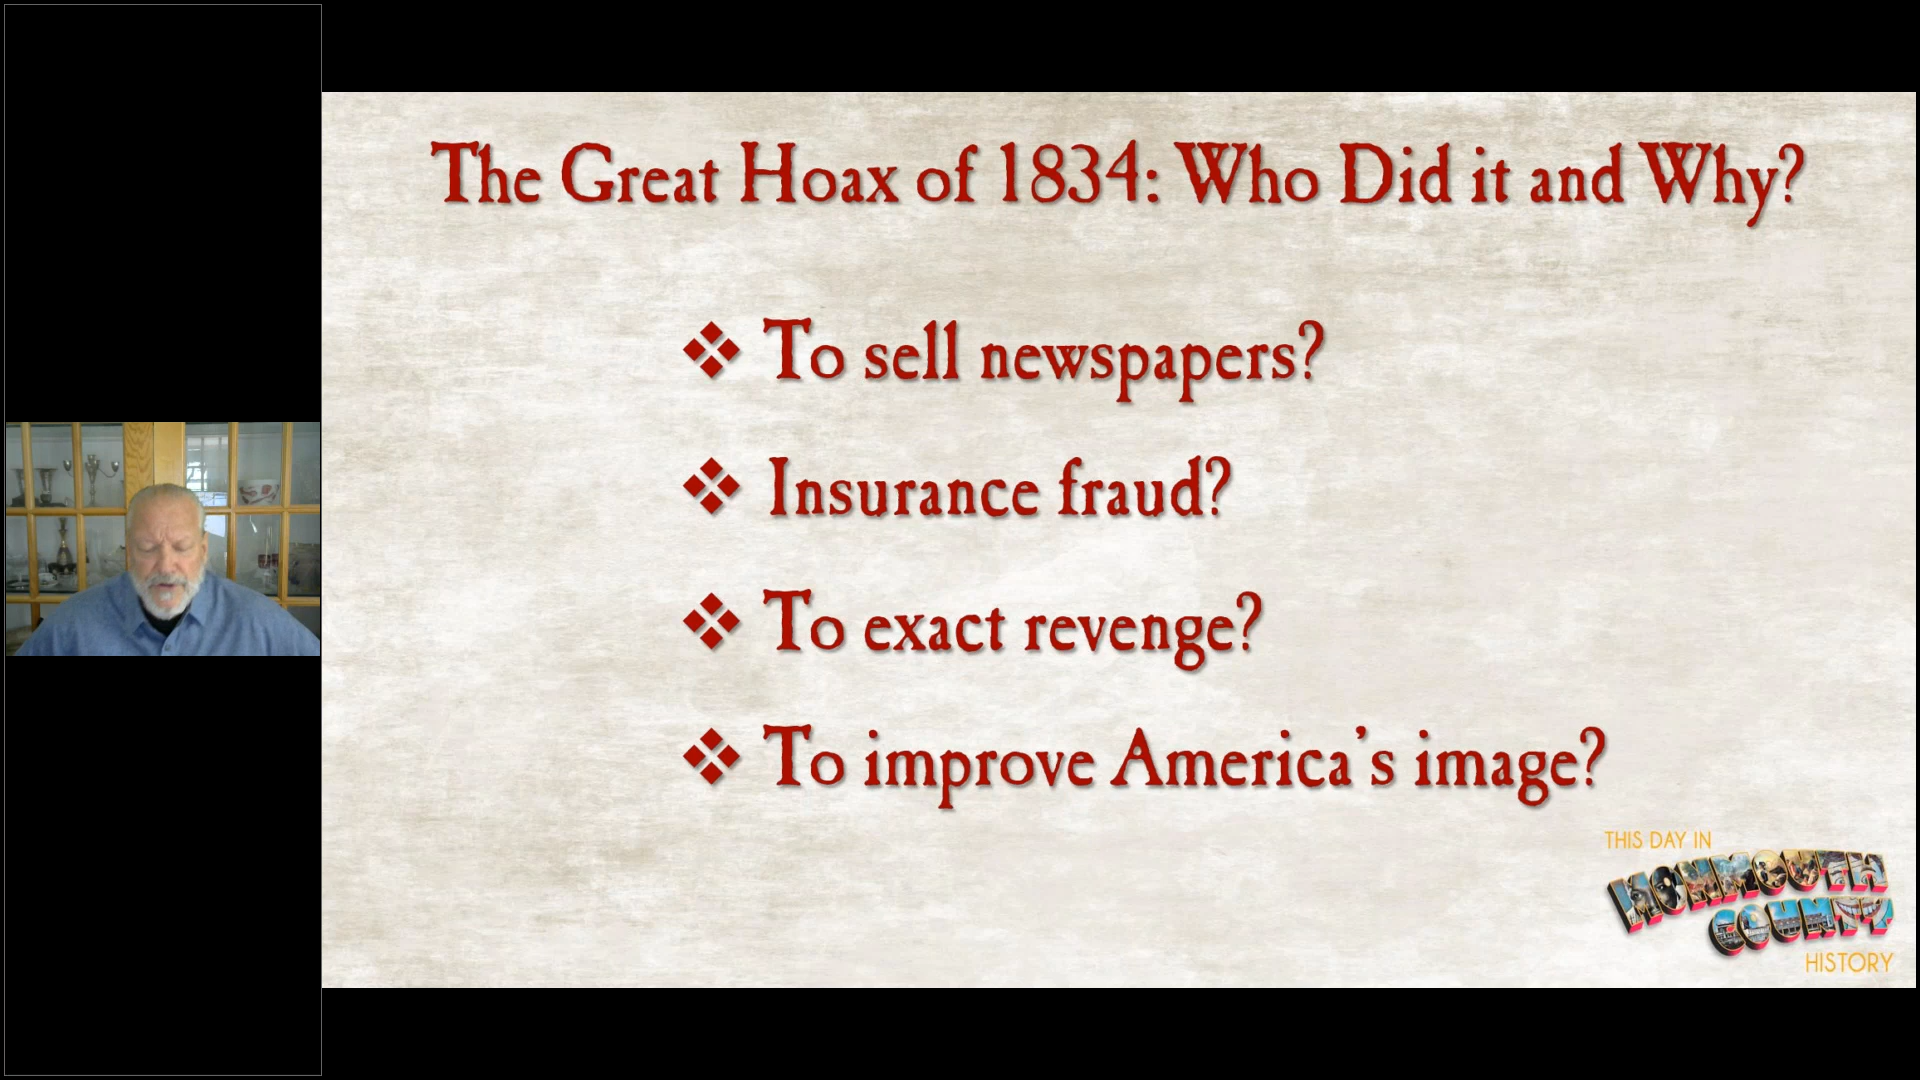 The Great Hoax of 1834: Who Did it and Why?
❖ To sell newspapers?
❖ Insurance fraud?
❖ To exact revenge?
❖ To improve America's image?
THIS DAY IN
MONMOUTH
COUNTY
HISTORY